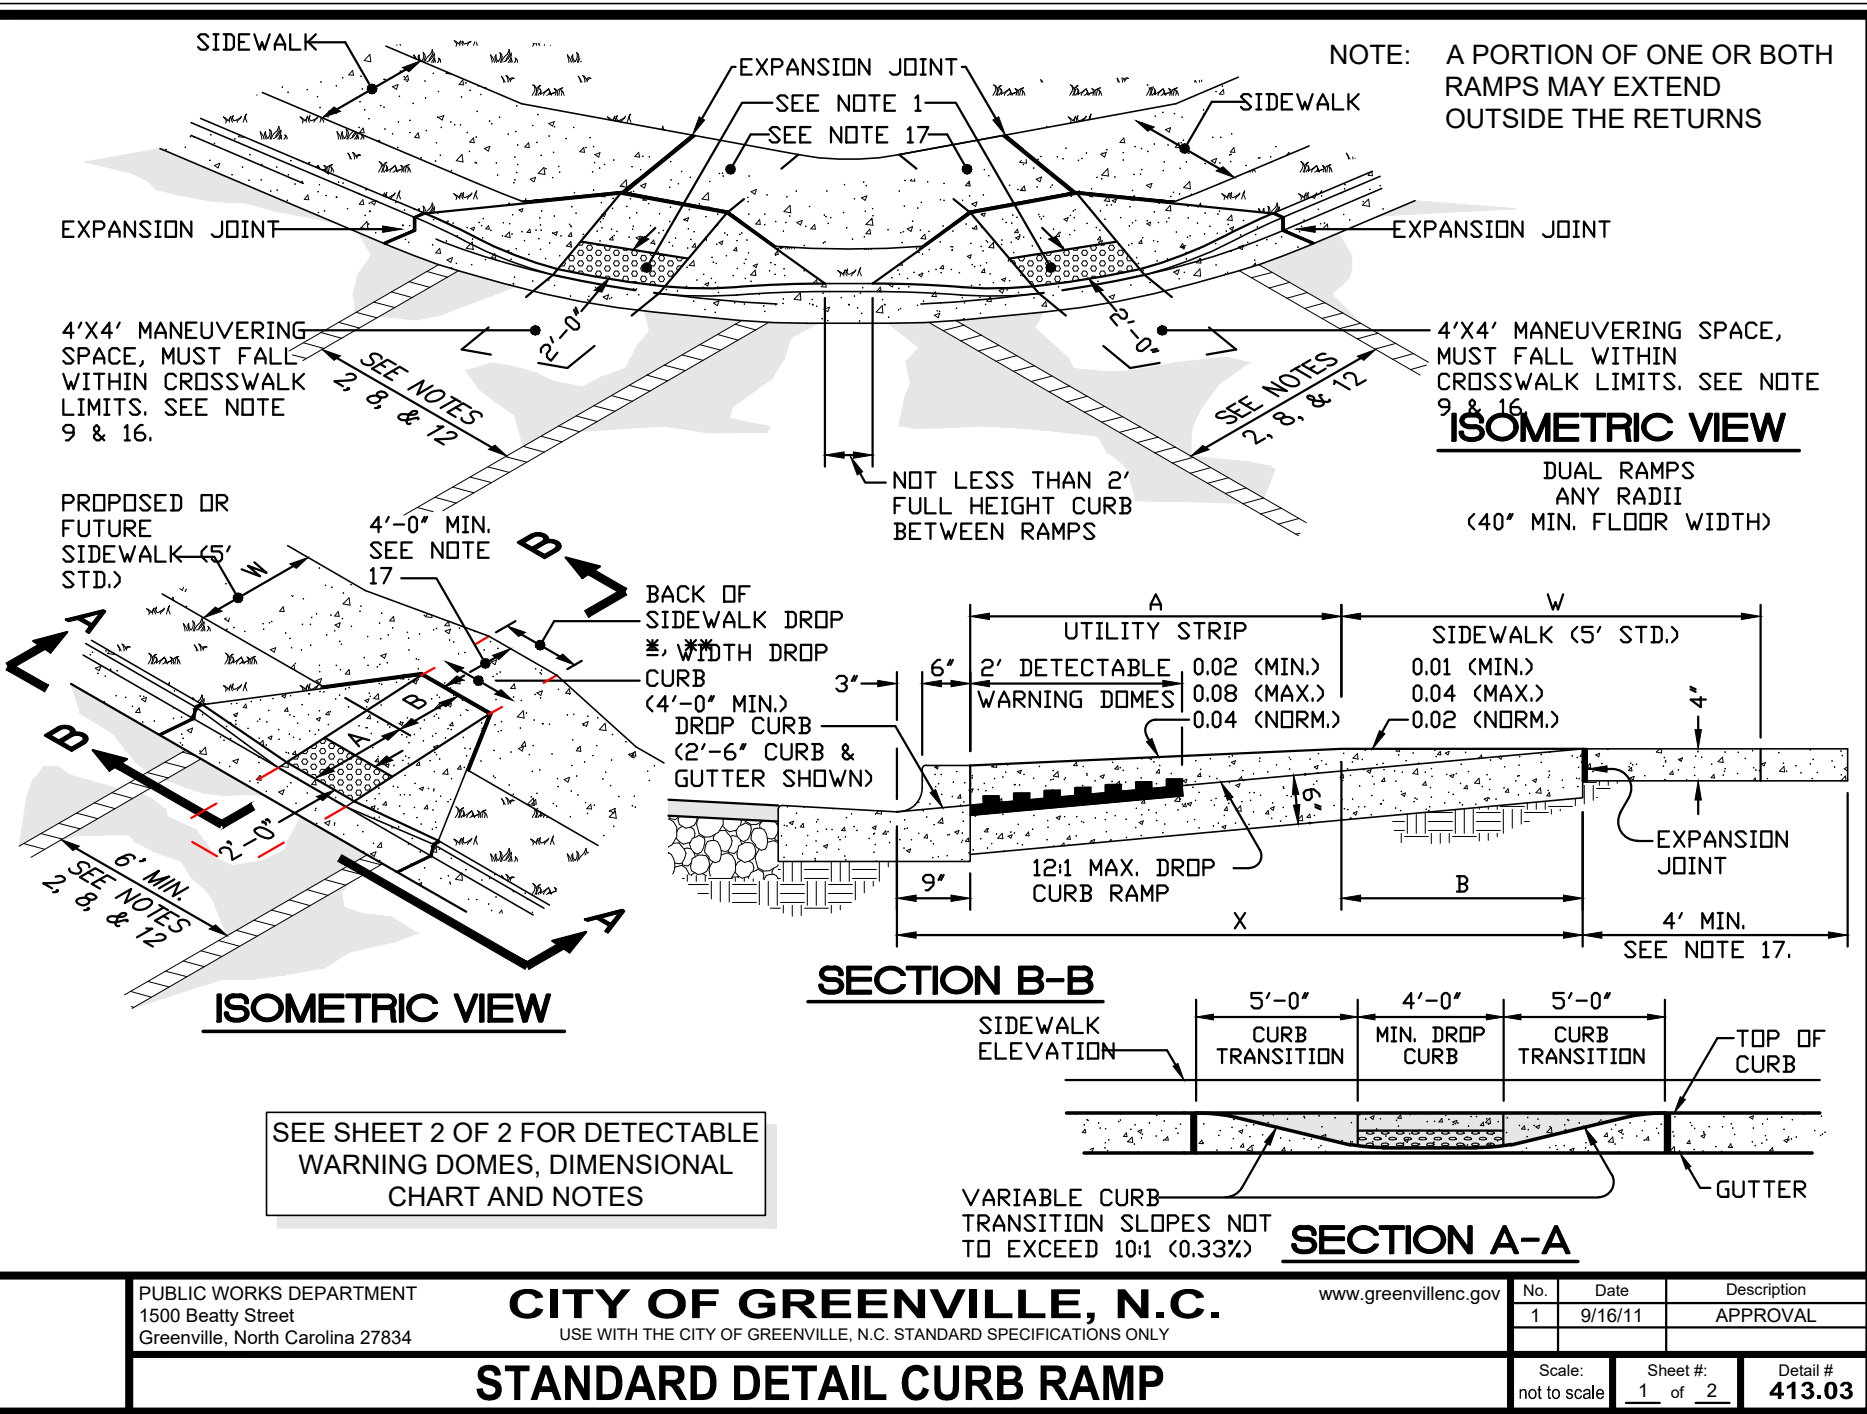 SIDEWALK
EXPANSION JOINT
SEE NOTE 1
SEE NOTE 17
SIDEWALK
NOTE: A PORTION OF ONE OR BOTH
RAMPS MAY EXTEND
OUTSIDE THE RETURNS
EXPANSION JOINT
EXPANSION JOINT
4'X4' MANEUVERING
SPACE, MUST FALL
WITHIN CROSSWALK
LIMITS. SEE NOTE
9 & 16.
2'-0"
SEE NOTES
2, 8, & 12
2'-0"
SEE NOTES
2, 8, & 12
4'X4' MANEUVERING SPACE,
MUST FALL WITHIN
CROSSWALK LIMITS. SEE NOTE
9 & 16.
ISOMETRIC VIEW
DUAL RAMPS
ANY RADII
(40" MIN. FLOOR WIDTH)
NOT LESS THAN 2'
FULL HEIGHT CURB
BETWEEN RAMPS
PROPOSED OR
FUTURE
SIDEWALK (5'
STD.)
W
4'-0" MIN.
SEE NOTE
17
B
BACK OF
SIDEWALK DROP
*, **
WIDTH DROP
CURB
(4'-0" MIN.)
A
B
A
B
2'-0"
6' MIN.
SEE NOTES
2, 8, & 12
A
ISOMETRIC VIEW
DROP CURB
(2'-6" CURB &
GUTTER SHOWN)
A
UTILITY STRIP
W
SIDEWALK (5' STD.)
3"
6"
2' DETECTABLE
WARNING DOMES
0.02 (MIN.)
0.08 (MAX.)
0.04 (NORM.)
0.01 (MIN.)
0.04 (MAX.)
0.02 (NORM.)
4"
6"
9"
12:1 MAX. DROP
CURB RAMP
B
EXPANSION
JOINT
X
4' MIN.
SEE NOTE 17.
SECTION B-B
5'-0"
4'-0"
5'-0"
SIDEWALK
ELEVATION
CURB
TRANSITION
MIN. DROP
CURB
CURB
TRANSITION
TOP OF
CURB
GUTTER
VARIABLE CURB
TRANSITION SLOPES NOT
TO EXCEED 10:1 (0.33%)
SECTION A-A
SEE SHEET 2 OF 2 FOR DETECTABLE
WARNING DOMES, DIMENSIONAL
CHART AND NOTES
PUBLIC WORKS DEPARTMENT
1500 Beatty Street
Greenville, North Carolina 27834
CITY OF GREENVILLE, N.C.
USE WITH THE CITY OF GREENVILLE, N.C. STANDARD SPECIFICATIONS ONLY
www.greenvillenc.gov
STANDARD DETAIL CURB RAMP
No. Date Description
1 9/16/11 APPROVAL
Scale:
not to scale
Sheet #:
1 of 2
Detail #
413.03